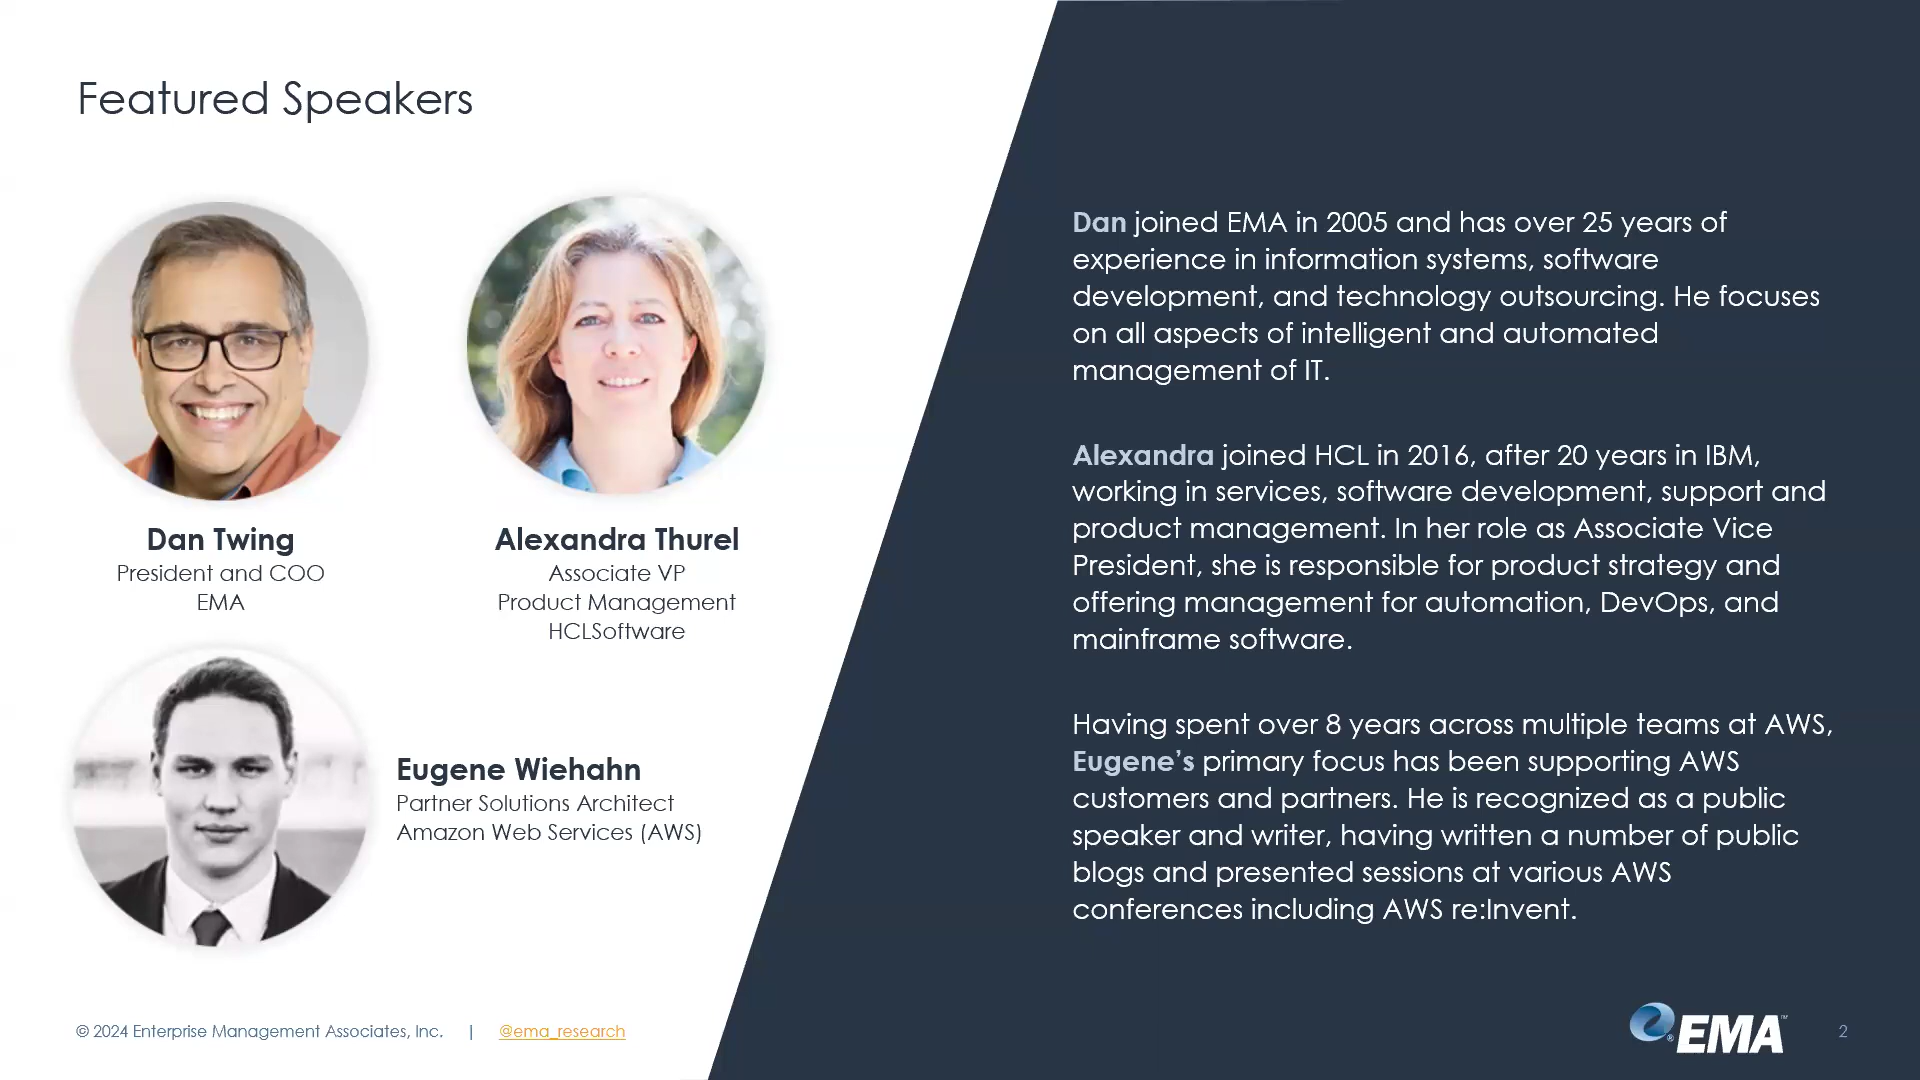 Featured Speakers
Dan Twing
President and COO
EMA
Alexandra Thurel
Associate VP
Product Management
HCLSoftware
Eugene Wiehahn
Partner Solutions Architect
Amazon Web Services (AWS)
Dan joined EMA in 2005 and has over 25 years of
experience in information systems, software
development, and technology outsourcing. He focuses
on all aspects of intelligent and automated
management of IT.
Alexandra joined HCL in 2016, after 20 years in IBM,
working in services, software development, support and
product management. In her role as Associate Vice
President, she is responsible for product strategy and
offering management for automation, DevOps, and
mainframe software.
Having spent over 8 years across multiple teams at AWS,
Eugene’s primary focus has been supporting AWS
customers and partners. He is recognized as a public
speaker and writer, having written a number of public
blogs and presented sessions at various AWS
conferences including AWS re:Invent.
© 2024 Enterprise Management Associates, Inc. | @ema_research
® EMA™ 2